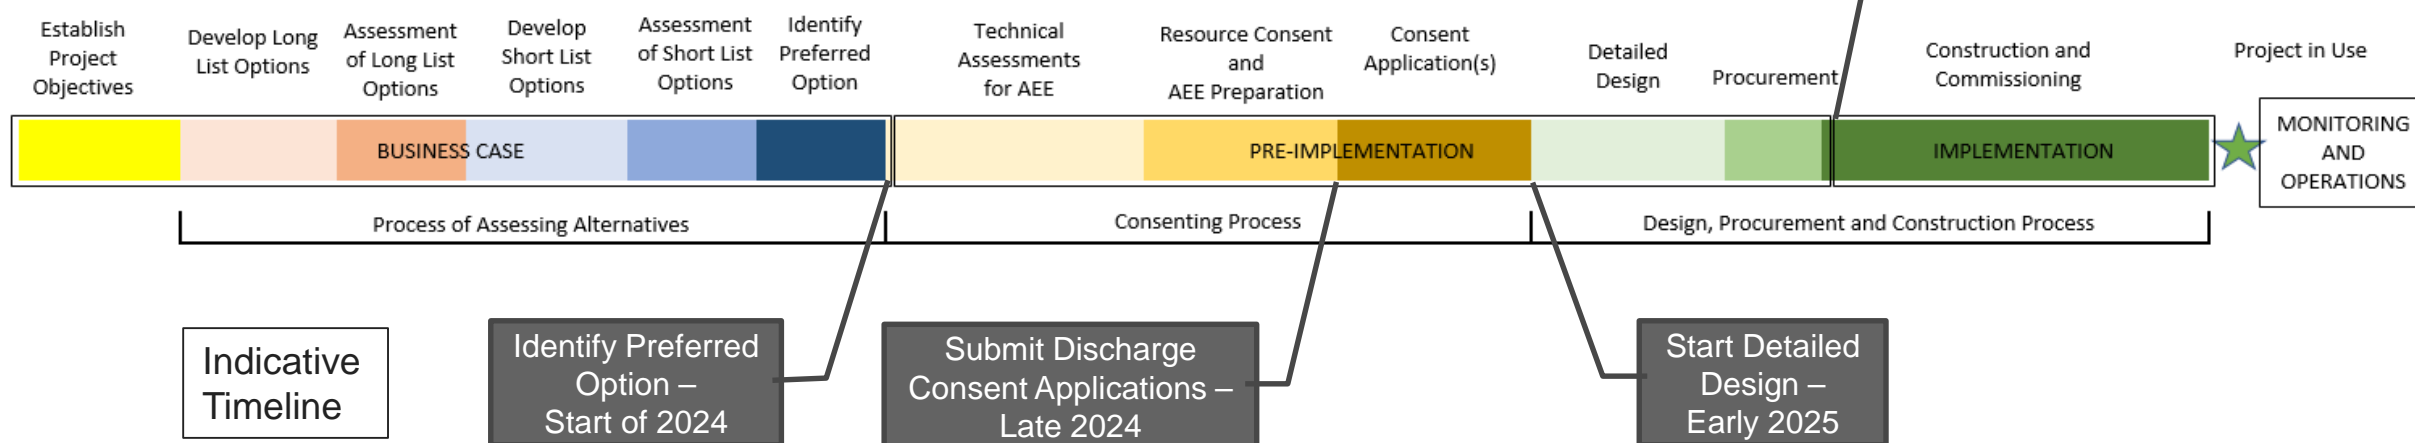 Establish
Project
Objectives
Develop Long
List Options
Assessment
of Long List
Options
Develop
Short List
Options
Assessment
of Short List
Options
Identify
Preferred
Option
Technical
Assessments
for AEE
Resource Consent
and
AEE Preparation
Consent
Application(s)
Detailed
Design
Procurement
Construction and
Commissioning
Project in Use
BUSINESS CASE
PRE-IMPLEMENTATION
IMPLEMENTATION
MONITORING
AND
OPERATIONS
Process of Assessing Alternatives
Consenting Process
Design, Procurement and Construction Process
Indicative
Timeline
Identify Preferred
Option –
Start of 2024
Submit Discharge
Consent Applications –
Late 2024
Start Detailed
Design –
Early 2025